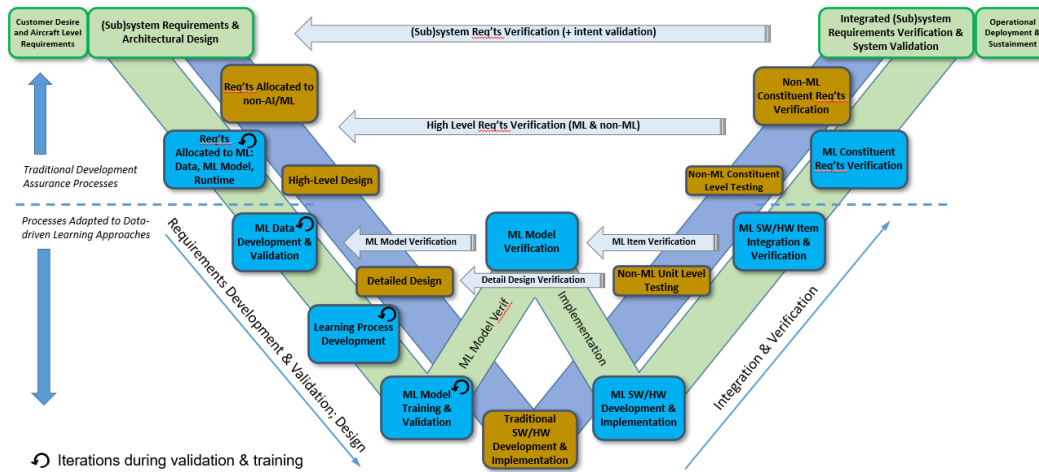 Customer Desire
and Aircraft Level
Requirements
(Sub)system Requirements &
Architectural Design
(Sub)system Req'ts Verification (+ intent validation)
Integrated (Sub)system
Requirements Verification &
System Validation
Operational
Deployment &
Sustainment
Req'ts Allocated to
non-AI/ML
Non-ML
Constituent Req'ts
Verification
High Level Req'ts Verification (ML & non-ML)
Req'ts
Allocated to ML:
Data, ML Model,
Runtime
ML Constituent
Req'ts Verification
Traditional Development
Assurance Processes
High-Level Design
Non-ML Constituent
Level Testing
Processes Adapted to Data-
driven Learning Approaches
ML Data
Development &
Validation
ML Model Verification
ML Model
Verification
ML Item Verification
ML SW/HW Item
Integration &
Verification
Detailed Design
Detail Design Verification
Non-ML Unit Level
Testing
Requirements Development & Validation; Design
Learning Process
Development
ML Model Verif
Implementation
Integration & Verification
ML Model
Training &
Validation
Traditional
SW/HW
Development &
Implementation
ML SW/HW
Development &
Implementation
Iterations during validation & training